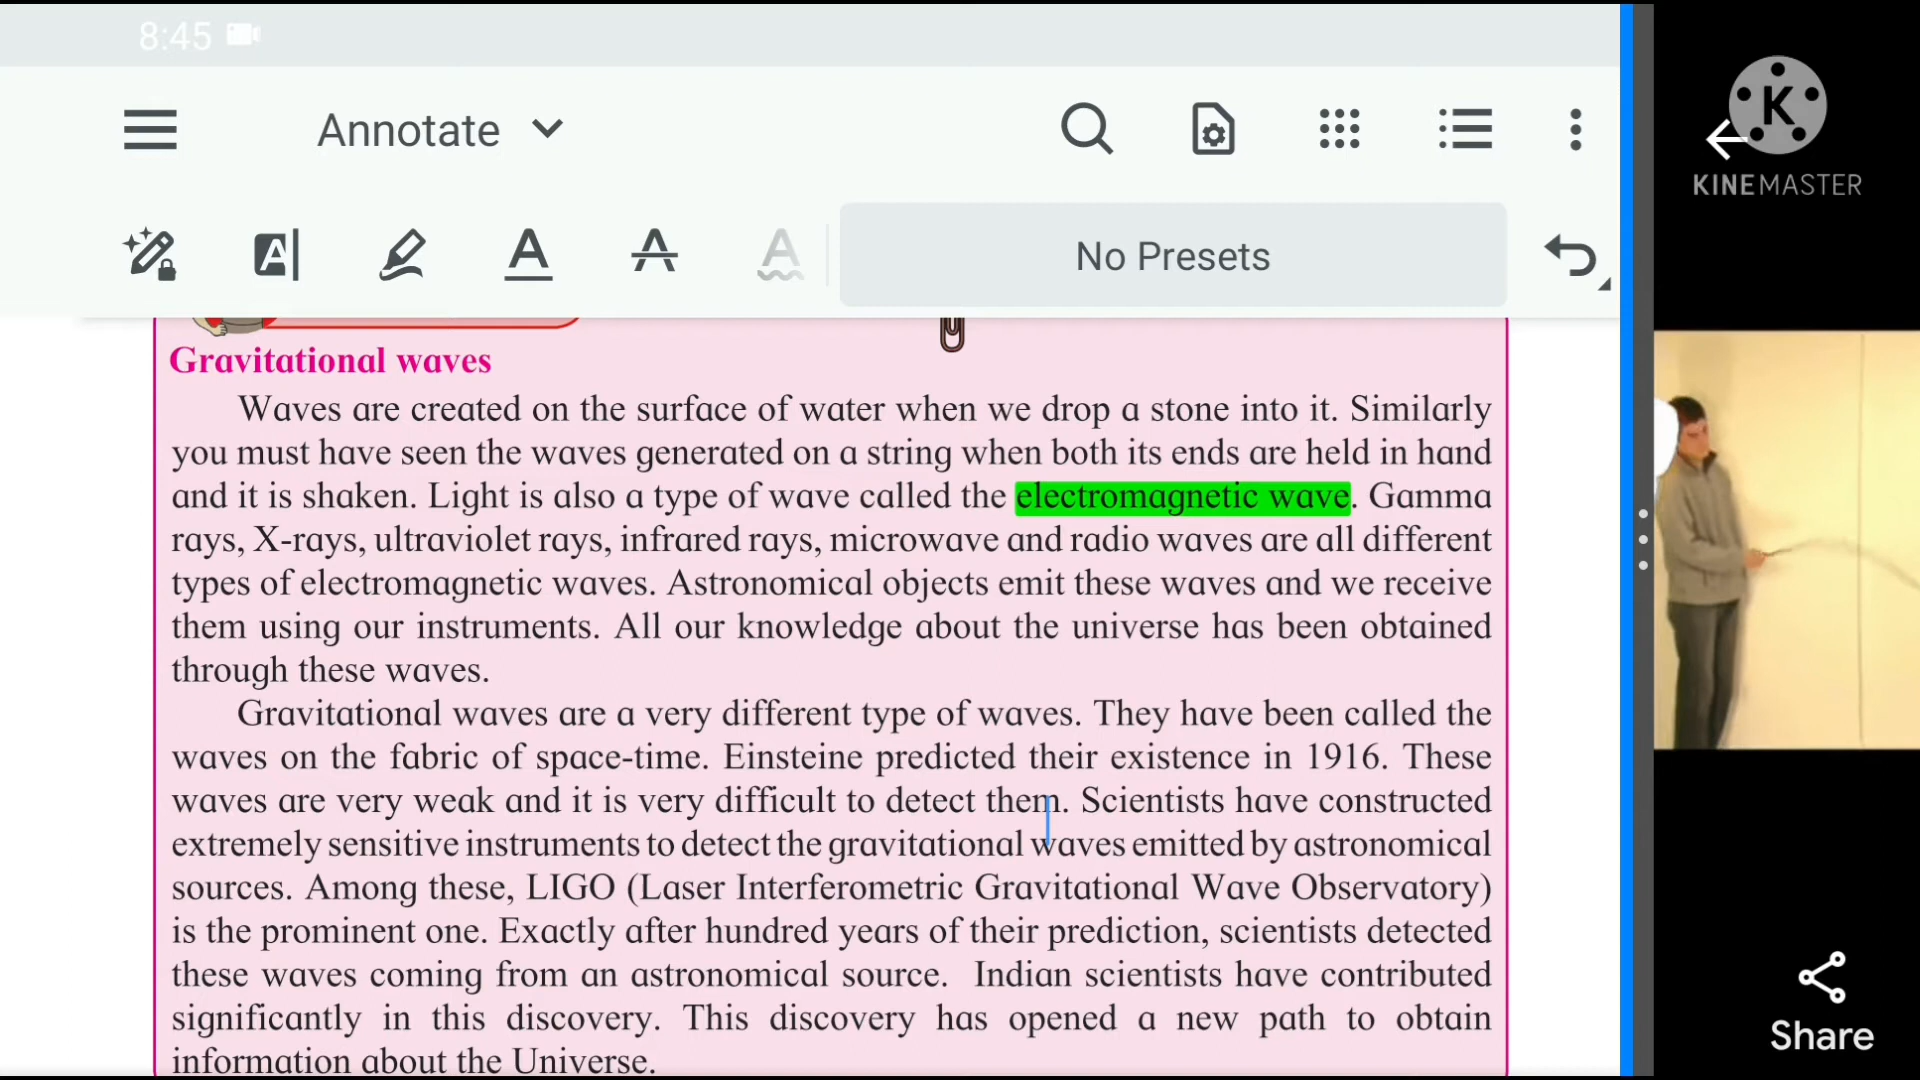 8:45
Annotate
No Presets
KINEMASTER
Gravitational waves
Waves are created on the surface of water when we drop a stone into it. Similarly
you must have seen the waves generated on a string when both its ends are held in hand
and it is shaken. Light is also a type of wave called the electromagnetic wave. Gamma
rays, X-rays, ultraviolet rays, infrared rays, microwave and radio waves are all different
types of electromagnetic waves. Astronomical objects emit these waves and we receive
them using our instruments. All our knowledge about the universe has been obtained
through these waves.
Gravitational waves are a very different type of waves. They have been called the
waves on the fabric of space-time. Einsteine predicted their existence in 1916. These
waves are very weak and it is very difficult to detect them. Scientists have constructed
extremely sensitive instruments to detect the gravitational waves emitted by astronomical
sources. Among these, LIGO (Laser Interferometric Gravitational Wave Observatory)
is the prominent one. Exactly after hundred years of their prediction, scientists detected
these waves coming from an astronomical source. Indian scientists have contributed
significantly in this discovery. This discovery has opened a new path to obtain
information about the Universe.
Share